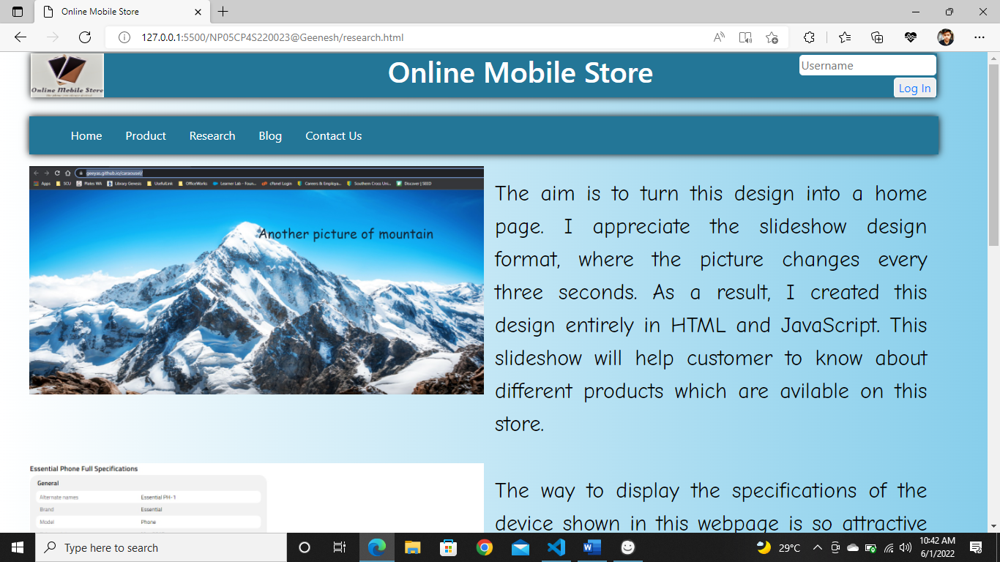 Online Mobile Store
127.0.0.1:5500/NP05CP4S220023@Geenesh/research.html
Online Mobile Store
Online Mobile Store
Username
Log In
Home Product Research Blog Contact Us
geeyas.github.io/caraousel/
Apps SCU Plates WA Library Genesis UsefulLink OfficeWorks Learner Lab - Foun... cPanel Login Careers & Employa... Southern Cross Uni... Discover | SEED
Another picture of mountain
The aim is to turn this design into a home
page. I appreciate the slideshow design
format, where the picture changes every
three seconds. As a result, I created this
design entirely in HTML and JavaScript. This
slideshow will help customer to know about
different products which are avilable on this
store.
Essential Phone Full Specifications
General
Alternate names Essential PH-1
Brand Essential
Model Phone
The way to display the specifications of the
device shown in this webpage is so attractive
Type here to search
29°C
10:42 AM
6/1/2022